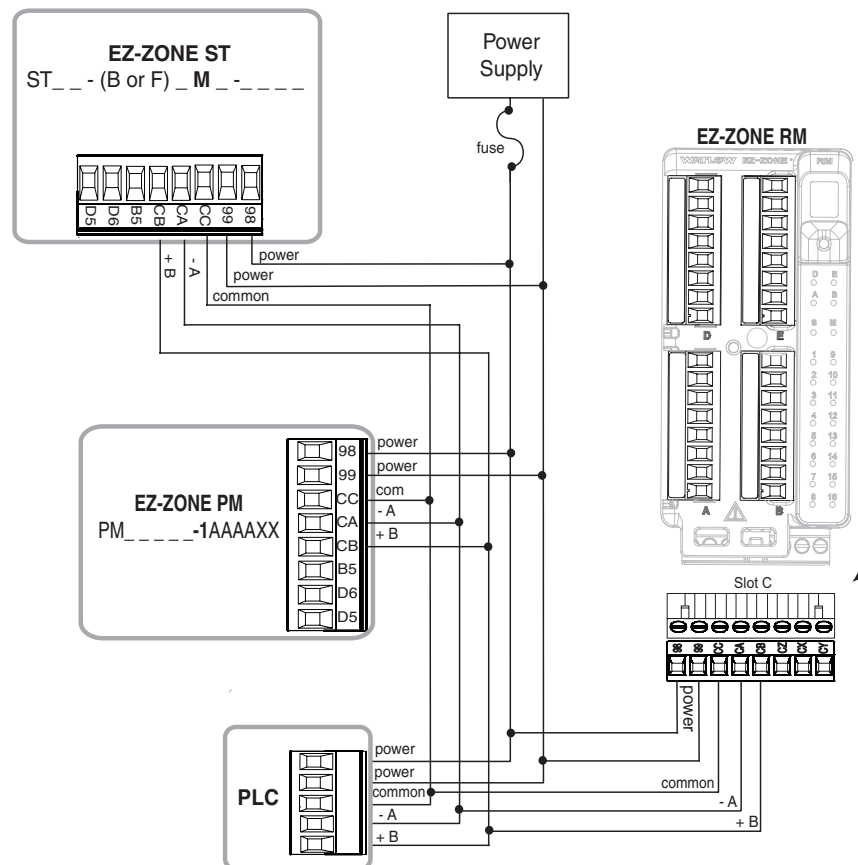 EZ-ZONE ST
ST_ _ - (B or F) _ M _ -_ _ _ _
D5 D6 B5 CB CA CC 99 98
+ B
- A
power
power
common
Power
Supply
fuse
EZ-ZONE RM
WATLOW EZ-ZONE RM
D E
A B
S M
1 9
2 10
3 11
4 12
5 13
6 14
7 15
8 16
D E
A B
EZ-ZONE PM
PM_ _ _ _ _-1AAAAXX
98 power
99 power
CC com
CA - A
CB + B
B5
D6
D5
Slot C
98 99 CC CA CB CZ CX CY
power
common
- A
+ B
PLC
power
power
common
- A
+ B